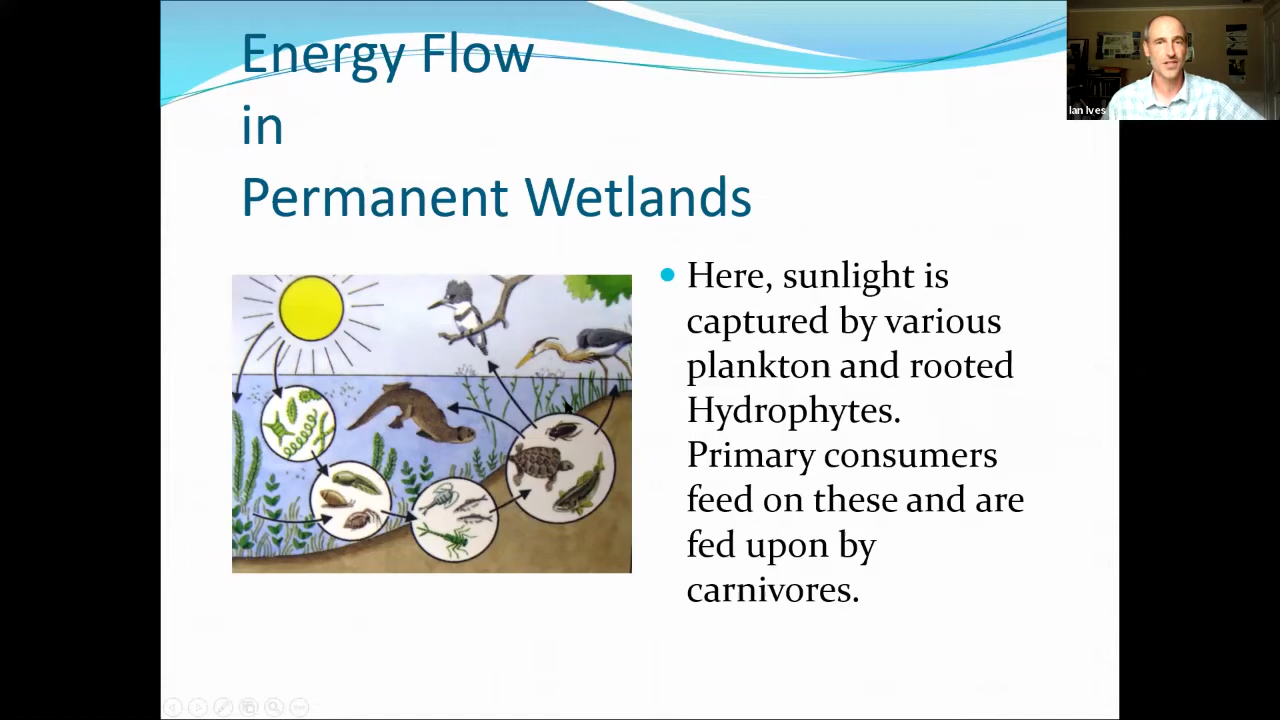 Energy Flow
in
Permanent Wetlands
Ian Ives
Here, sunlight is
captured by various
plankton and rooted
Hydrophytes.
Primary consumers
feed on these and are
fed upon by
carnivores.